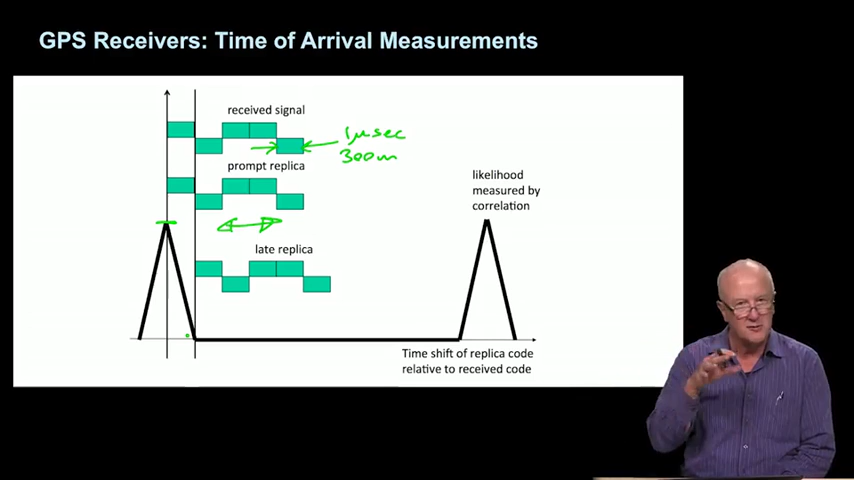 GPS Receivers: Time of Arrival Measurements
received signal
1μsec
300m
prompt replica
likelihood
measured by
correlation
late replica
Time shift of replica code
relative to received code